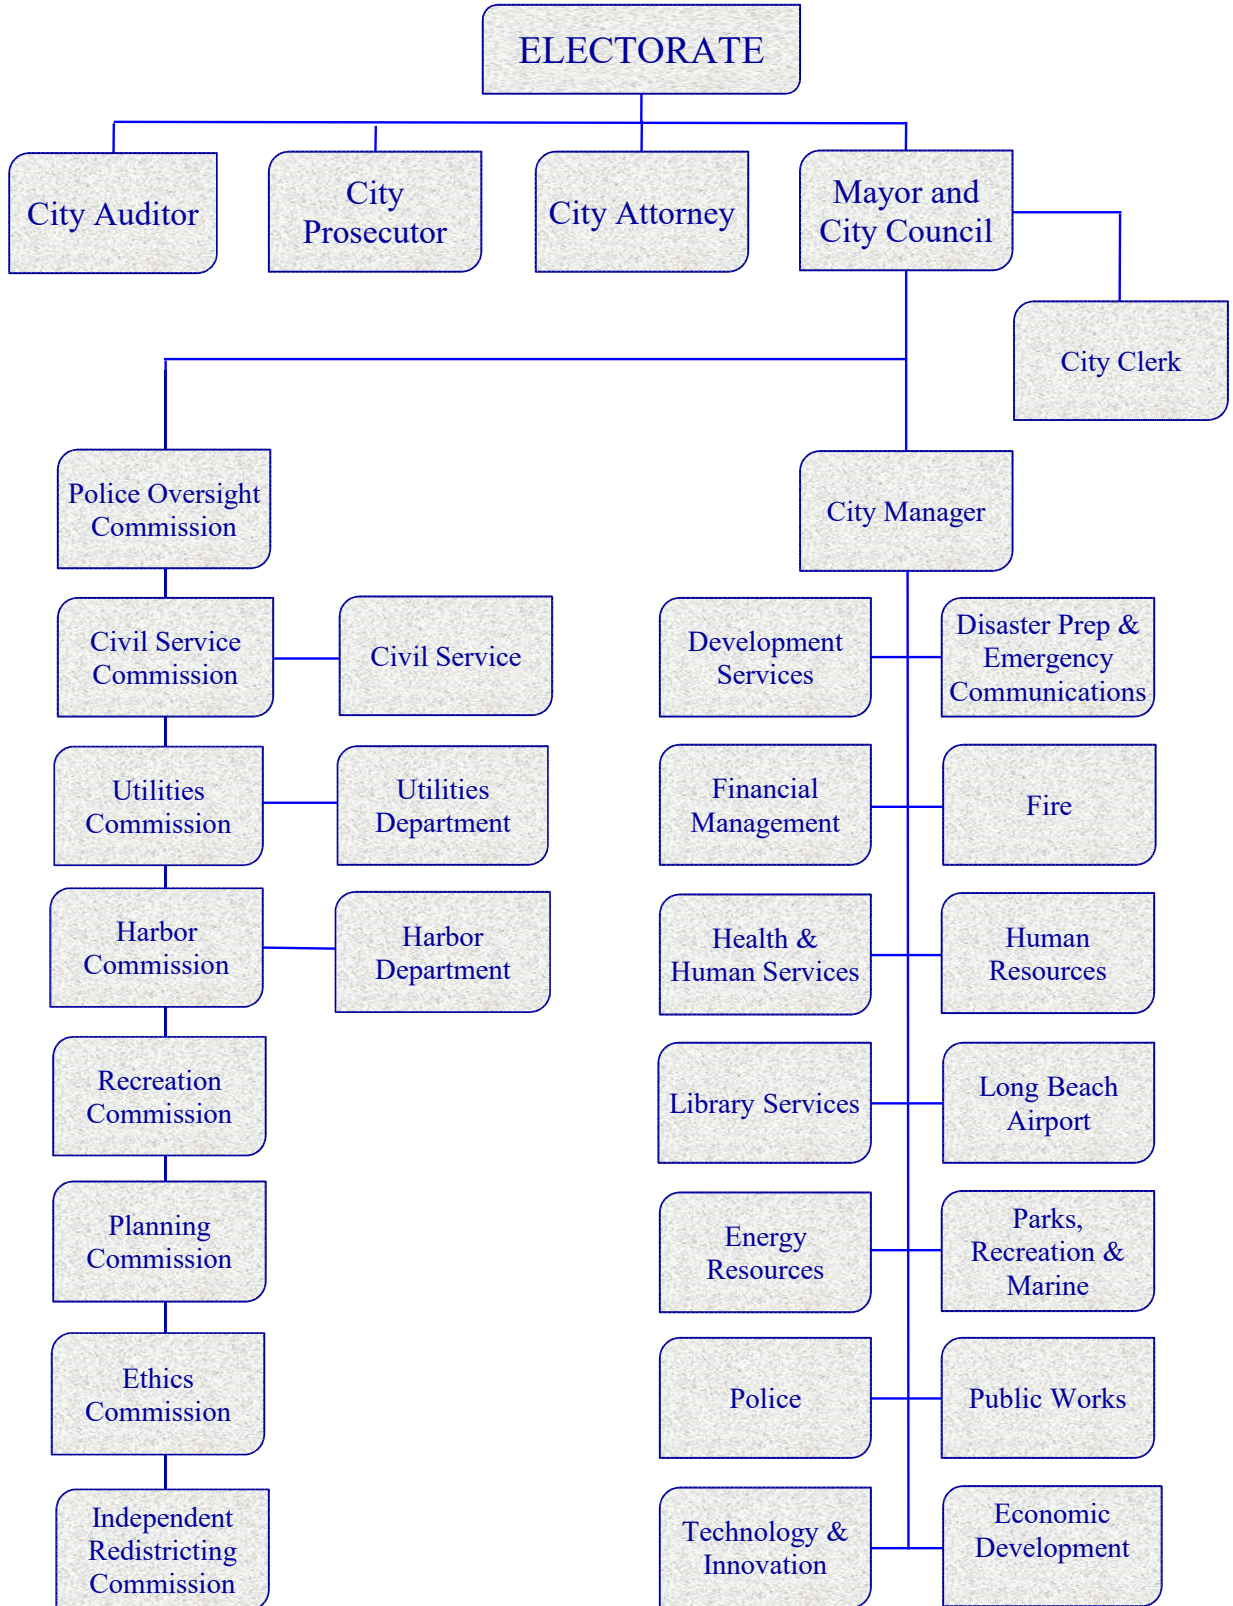 ELECTORATE
City Auditor
City
Prosecutor
City Attorney
Mayor and
City Council
City Clerk
Police Oversight
Commission
City Manager
Civil Service
Commission
Civil Service
Development
Services
Disaster Prep &
Emergency
Communications
Utilities
Commission
Utilities
Department
Financial
Management
Fire
Harbor
Commission
Harbor
Department
Health &
Human Services
Human
Resources
Recreation
Commission
Library Services
Long Beach
Airport
Planning
Commission
Energy
Resources
Parks,
Recreation &
Marine
Ethics
Commission
Police
Public Works
Independent
Redistricting
Commission
Technology &
Innovation
Economic
Development